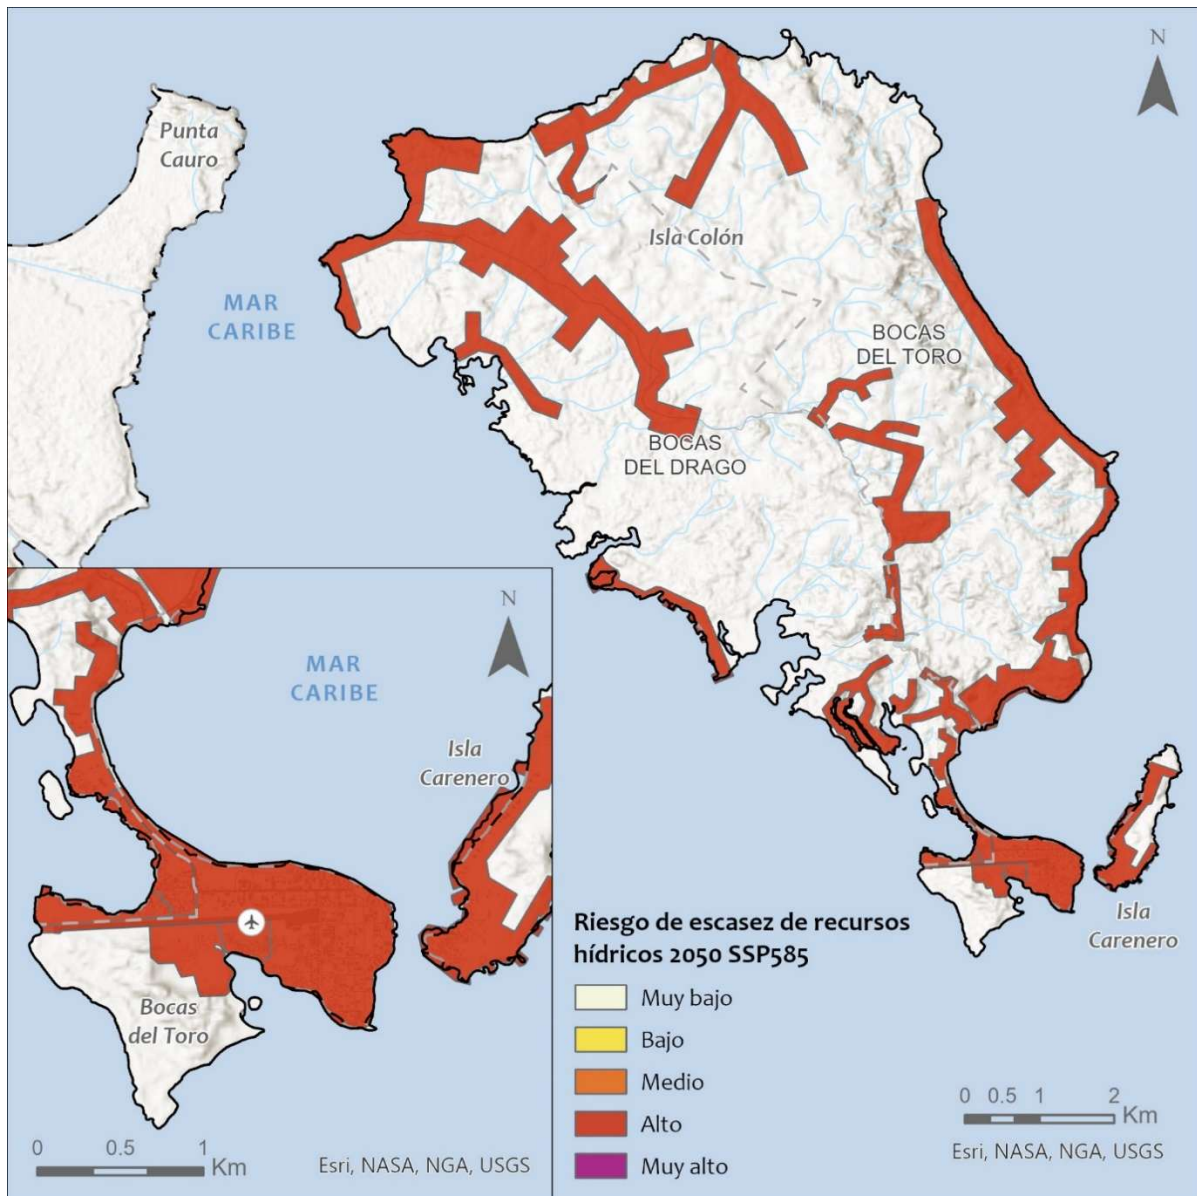 N
Punta
Cauro
Isla Colón
MAR
CARIBE
BOCAS
DEL TORO
BOCAS
DEL DRAGO
N
MAR
CARIBE
Isla
Carenero
Isla
Carenero
Bocas
del Toro
Riesgo de escasez de recursos
hídricos 2050 SSP585
Muy bajo
Bajo
Medio
Alto
Muy alto
0 0.5 1 2
Km
Esri, NASA, NGA, USGS
0 0.5 1
Km
Esri, NASA, NGA, USGS